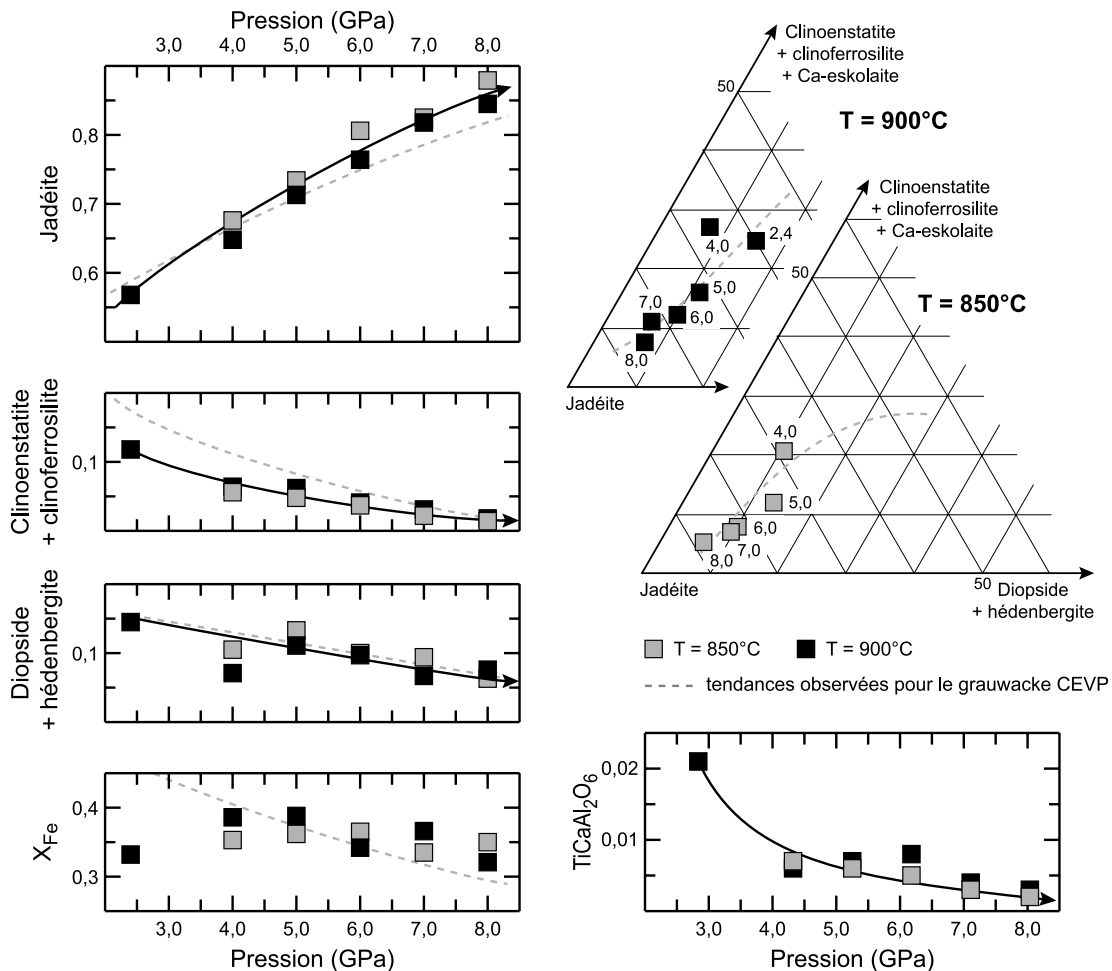 Pression (GPa)
3,0 4,0 5,0 6,0 7,0 8,0
Jadéite
0,8
0,7
0,6
Clinoenstatite
+ clinoferrosilite
0,1
Diopside
+ hédenbergite
0,1
XFe
0,4
0,3
3,0 4,0 5,0 6,0 7,0 8,0
Pression (GPa)
Clinoenstatite
+ clinoferrosilite
+ Ca-eskolaite
50
T = 900°C
4,0
2,4
5,0
7,0
6,0
8,0
Jadéite
Clinoenstatite
+ clinoferrosilite
+ Ca-eskolaite
50
T = 850°C
4,0
5,0
6,0
7,0
8,0
Jadéite
50
Diopside
+ hédenbergite
T = 850°C T = 900°C
tendances observées pour le grauwacke CEVP
TiCaAl2O6
0,02
0,01
3,0 4,0 5,0 6,0 7,0 8,0
Pression (GPa)